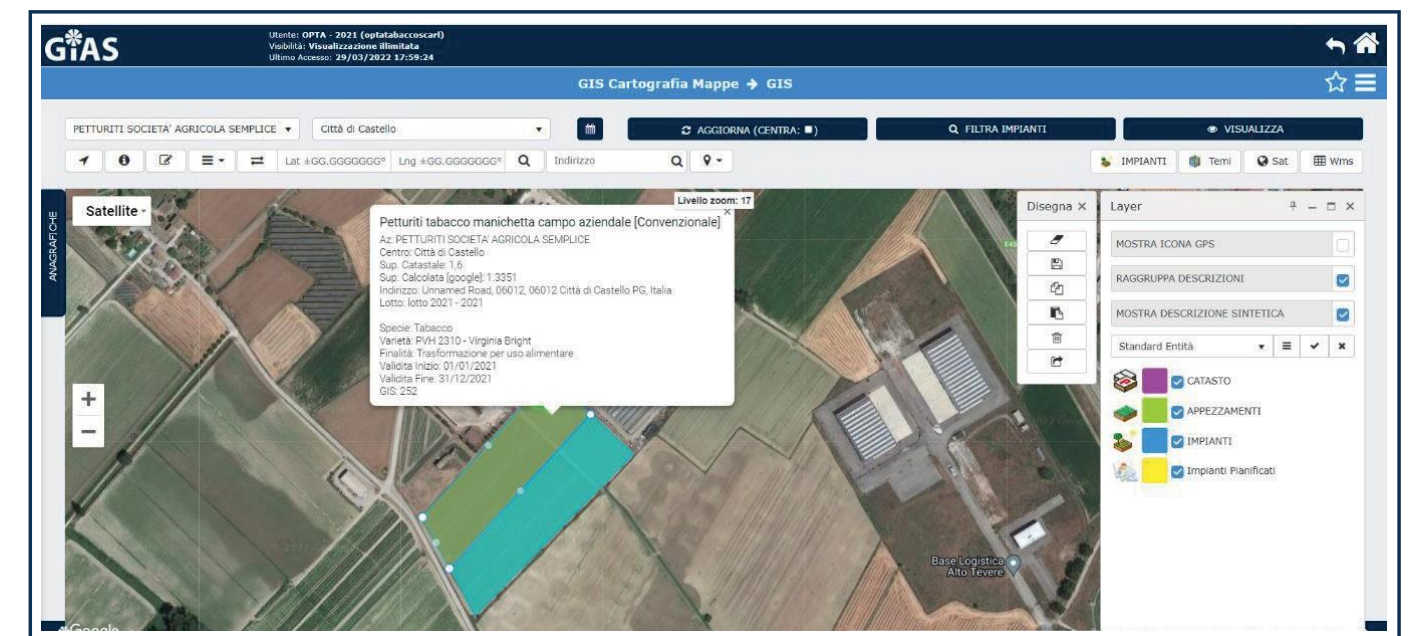 GIAS
Utente: OPTA - 2021 (optatabaccoscarl)
Visibilità: Visualizzazione illimitata
Ultimo Accesso: 29/03/2022 17:59:24
GIS Cartografia Mappe → GIS
PETTURITI SOCIETA' AGRICOLA SEMPLICE
Città di Castello
AGGIORNA (CENTRA: ■)
FILTRA IMPIANTI
VISUALIZZA
Lat ±GG.GGGGGGG°
Lng ±GG.GGGGGGG°
Indirizzo
IMPIANTI
Temi
Sat
Wms
ANAGRAFICHE
Satellite
Livello zoom: 17
Petturiti tabacco manichetta campo aziendale [Convenzionale]
Az: PETTURITI SOCIETA' AGRICOLA SEMPLICE
Centro: Città di Castello
Sup. Catastale: 1,6
Sup. Calcolata [google]: 1.3351
Indirizzo: Unnamed Road, 06012, 06012 Città di Castello PG, Italia
Lotto: lotto 2021 - 2021
Specie: Tabacco
Varietà: PVH 2310 - Virginia Bright
Finalità: Trasformazione per uso alimentare
Validita Inizio: 01/01/2021
Validita Fine: 31/12/2021
GIS: 252
+
−
Base Logistica
Alto Tevere
Google
Disegna ×
Layer
MOSTRA ICONA GPS
RAGGRUPPA DESCRIZIONI
MOSTRA DESCRIZIONE SINTETICA
Standard Entità
CATASTO
APPEZZAMENTI
IMPIANTI
Impianti Pianificati